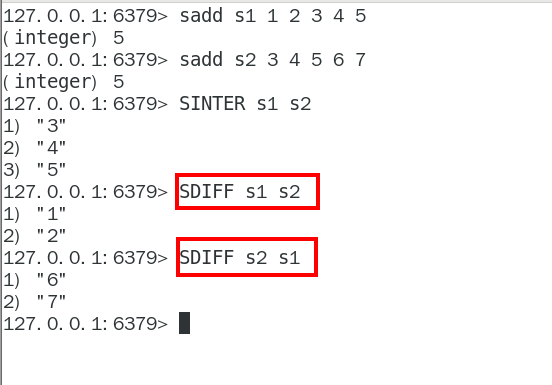 127.0.0.1:6379> sadd s1 1 2 3 4 5
(integer) 5
127.0.0.1:6379> sadd s2 3 4 5 6 7
(integer) 5
127.0.0.1:6379> SINTER s1 s2
1) "3"
2) "4"
3) "5"
127.0.0.1:6379> SDIFF s1 s2
1) "1"
2) "2"
127.0.0.1:6379> SDIFF s2 s1
1) "6"
2) "7"
127.0.0.1:6379>